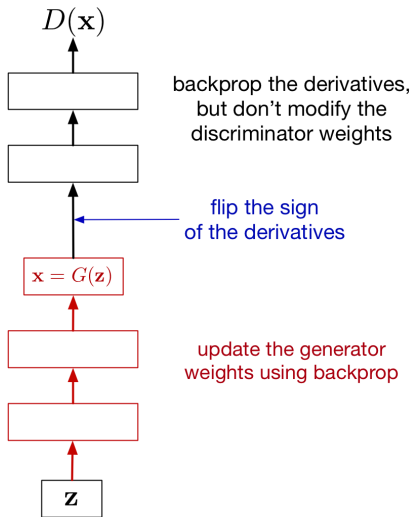 D(x)
backprop the derivatives,
but don't modify the
discriminator weights
flip the sign
of the derivatives
x = G(z)
update the generator
weights using backprop
z